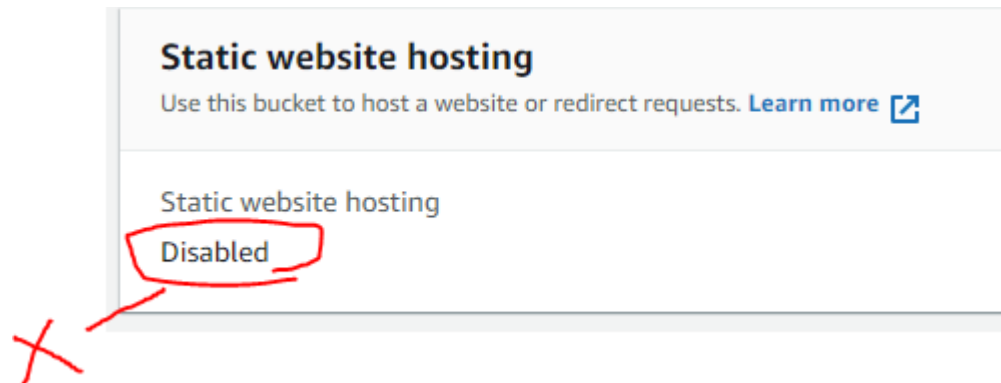 Static website hosting
Use this bucket to host a website or redirect requests. Learn more
Static website hosting
Disabled